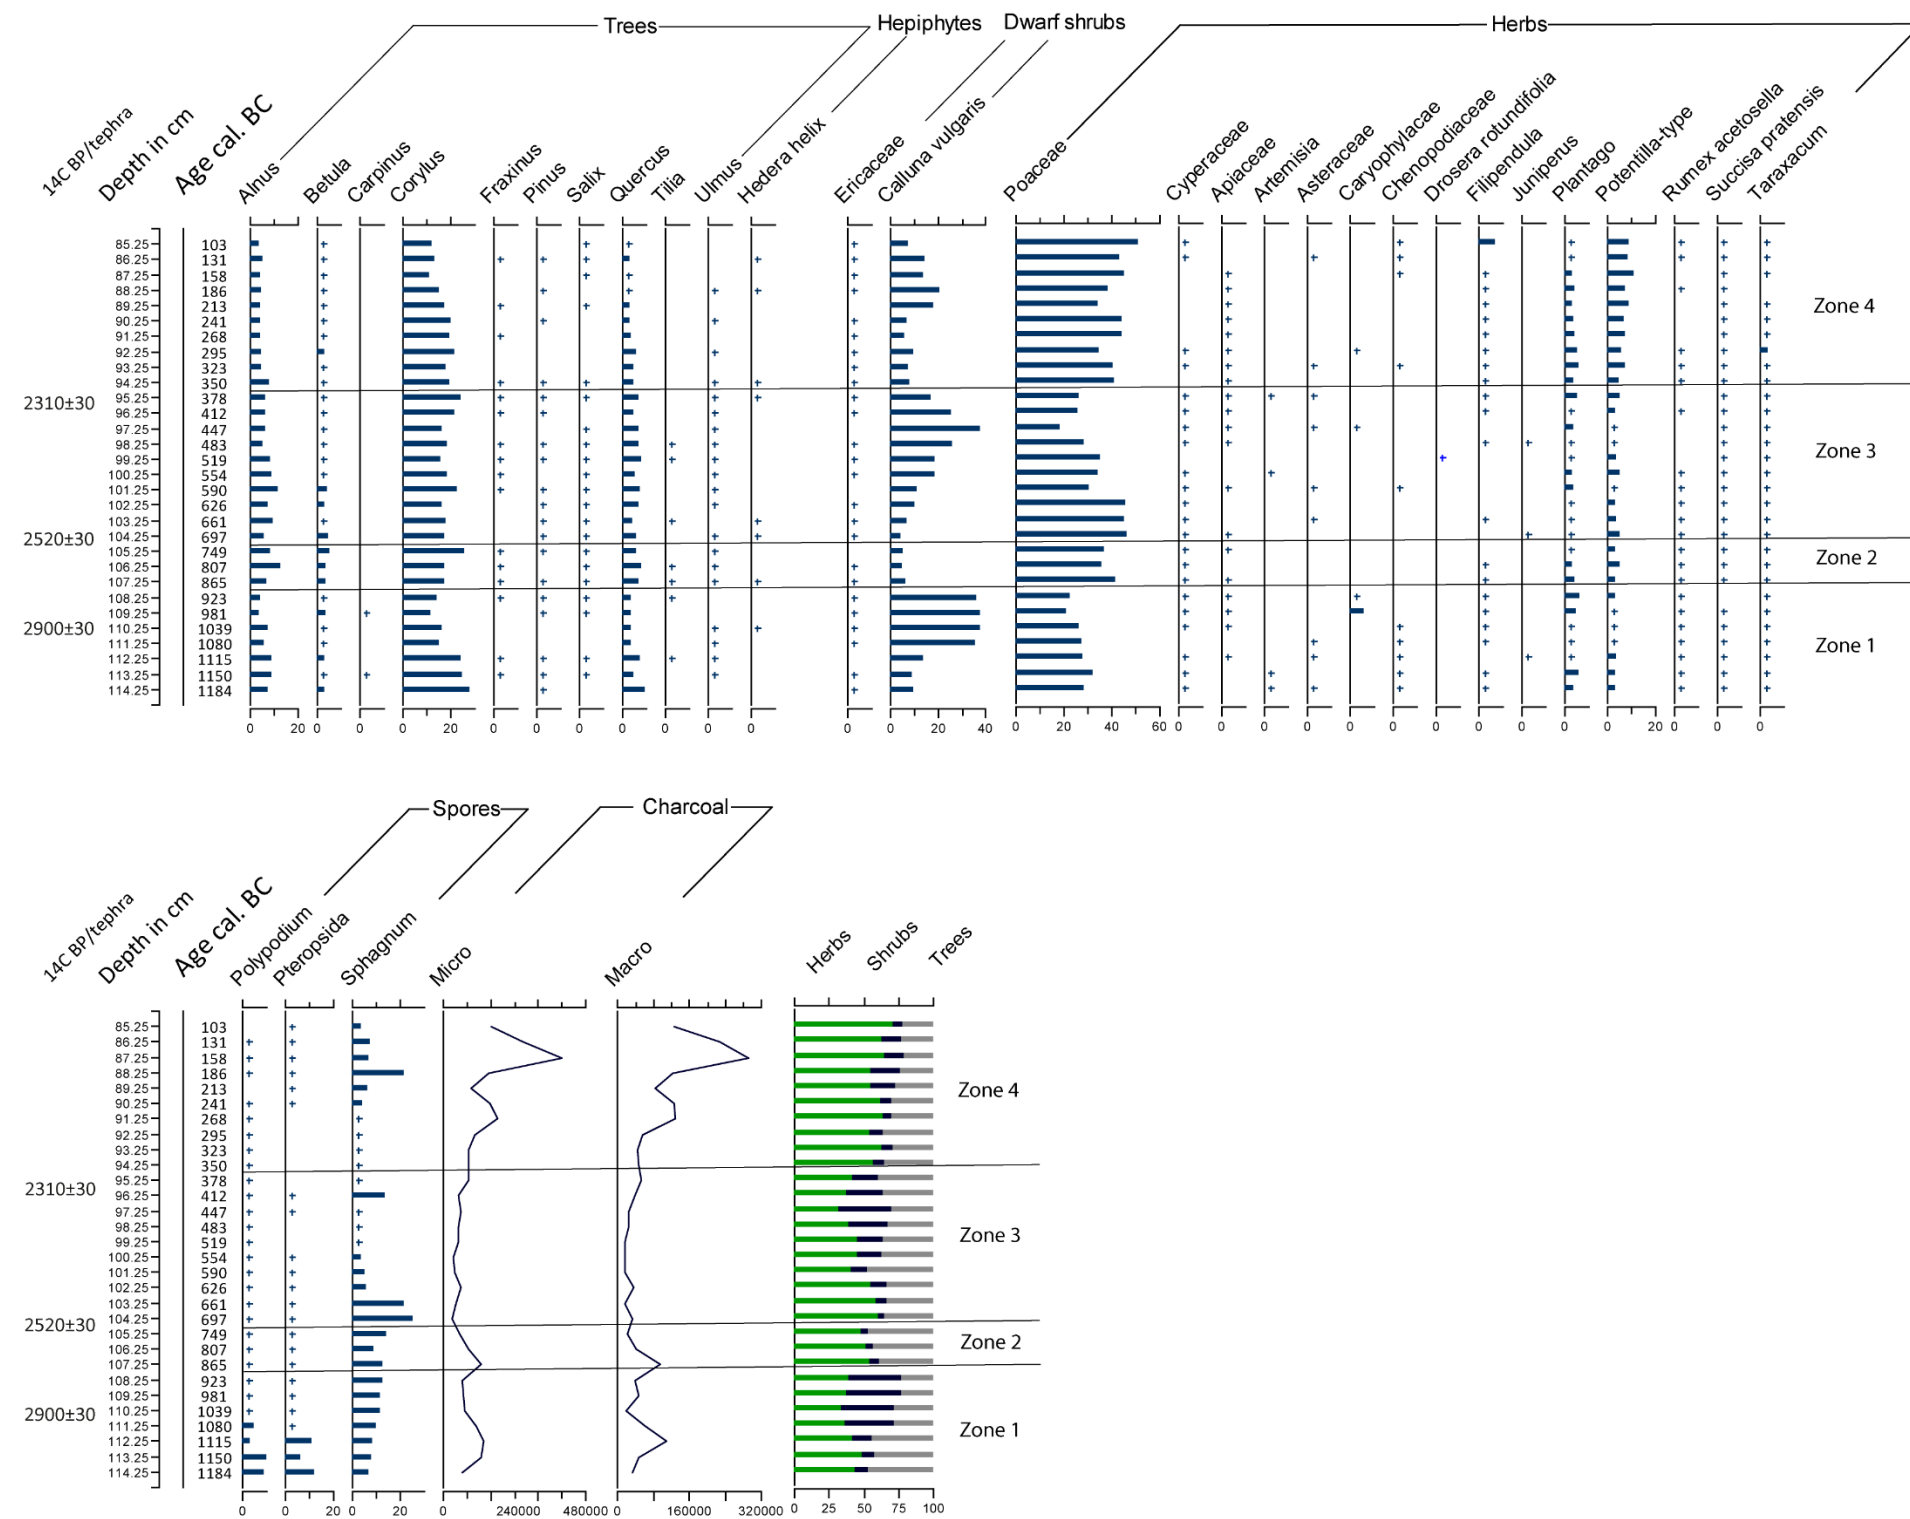 Trees Hepiphytes Dwarf shrubs Herbs
14C BP/tephra Depth in cm Age cal. BC Alnus Betula Carpinus Corylus Fraxinus Pinus Salix Quercus Tilia Ulmus Hedera helix Ericaceae Calluna vulgaris Poaceae Cyperaceae Apiaceae Artemisia Asteraceae Caryophylacae Chenopodiaceae Drosera rotundifolia Filipendula Juniperus Plantago Potentilla-type Rumex acetosella Succisa pratensis Taraxacum
85.25 103
86.25 131
87.25 158
88.25 186
89.25 213 Zone 4
90.25 241
91.25 268
92.25 295
93.25 323
94.25 350
2310±30 95.25 378
96.25 412
97.25 447
98.25 483 Zone 3
99.25 519
100.25 554
101.25 590
102.25 626
103.25 661
2520±30 104.25 697
105.25 749 Zone 2
106.25 807
107.25 865
108.25 923
109.25 981
2900±30 110.25 1039
111.25 1080 Zone 1
112.25 1115
113.25 1150
114.25 1184
0 20 0 0 0 20 0 0 0 0 0 0 0 0 0 20 40 0 20 40 60 0 0 0 0 0 0 0 0 0 0 0 20 0 0 0
Spores Charcoal
14C BP/tephra Depth in cm Age cal. BC Polypodium Pteropsida Sphagnum Micro Macro Herbs Shrubs Trees
85.25 103
86.25 131
87.25 158
88.25 186
89.25 213 Zone 4
90.25 241
91.25 268
92.25 295
93.25 323
94.25 350
2310±30 95.25 378
96.25 412
97.25 447
98.25 483 Zone 3
99.25 519
100.25 554
101.25 590
102.25 626
103.25 661
2520±30 104.25 697
105.25 749 Zone 2
106.25 807
107.25 865
108.25 923
109.25 981
2900±30 110.25 1039
111.25 1080 Zone 1
112.25 1115
113.25 1150
114.25 1184
0 0 20 0 20 0 240000 480000 0 160000 320000 0 25 50 75 100